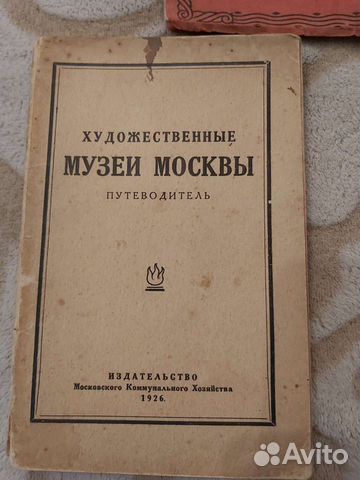 ХУДОЖЕСТВЕННЫЕ
МУЗЕИ МОСКВЫ
ПУТЕВОДИТЕЛЬ
ИЗДАТЕЛЬСТВО
Московского Коммунального Хозяйства
1926.
Avito